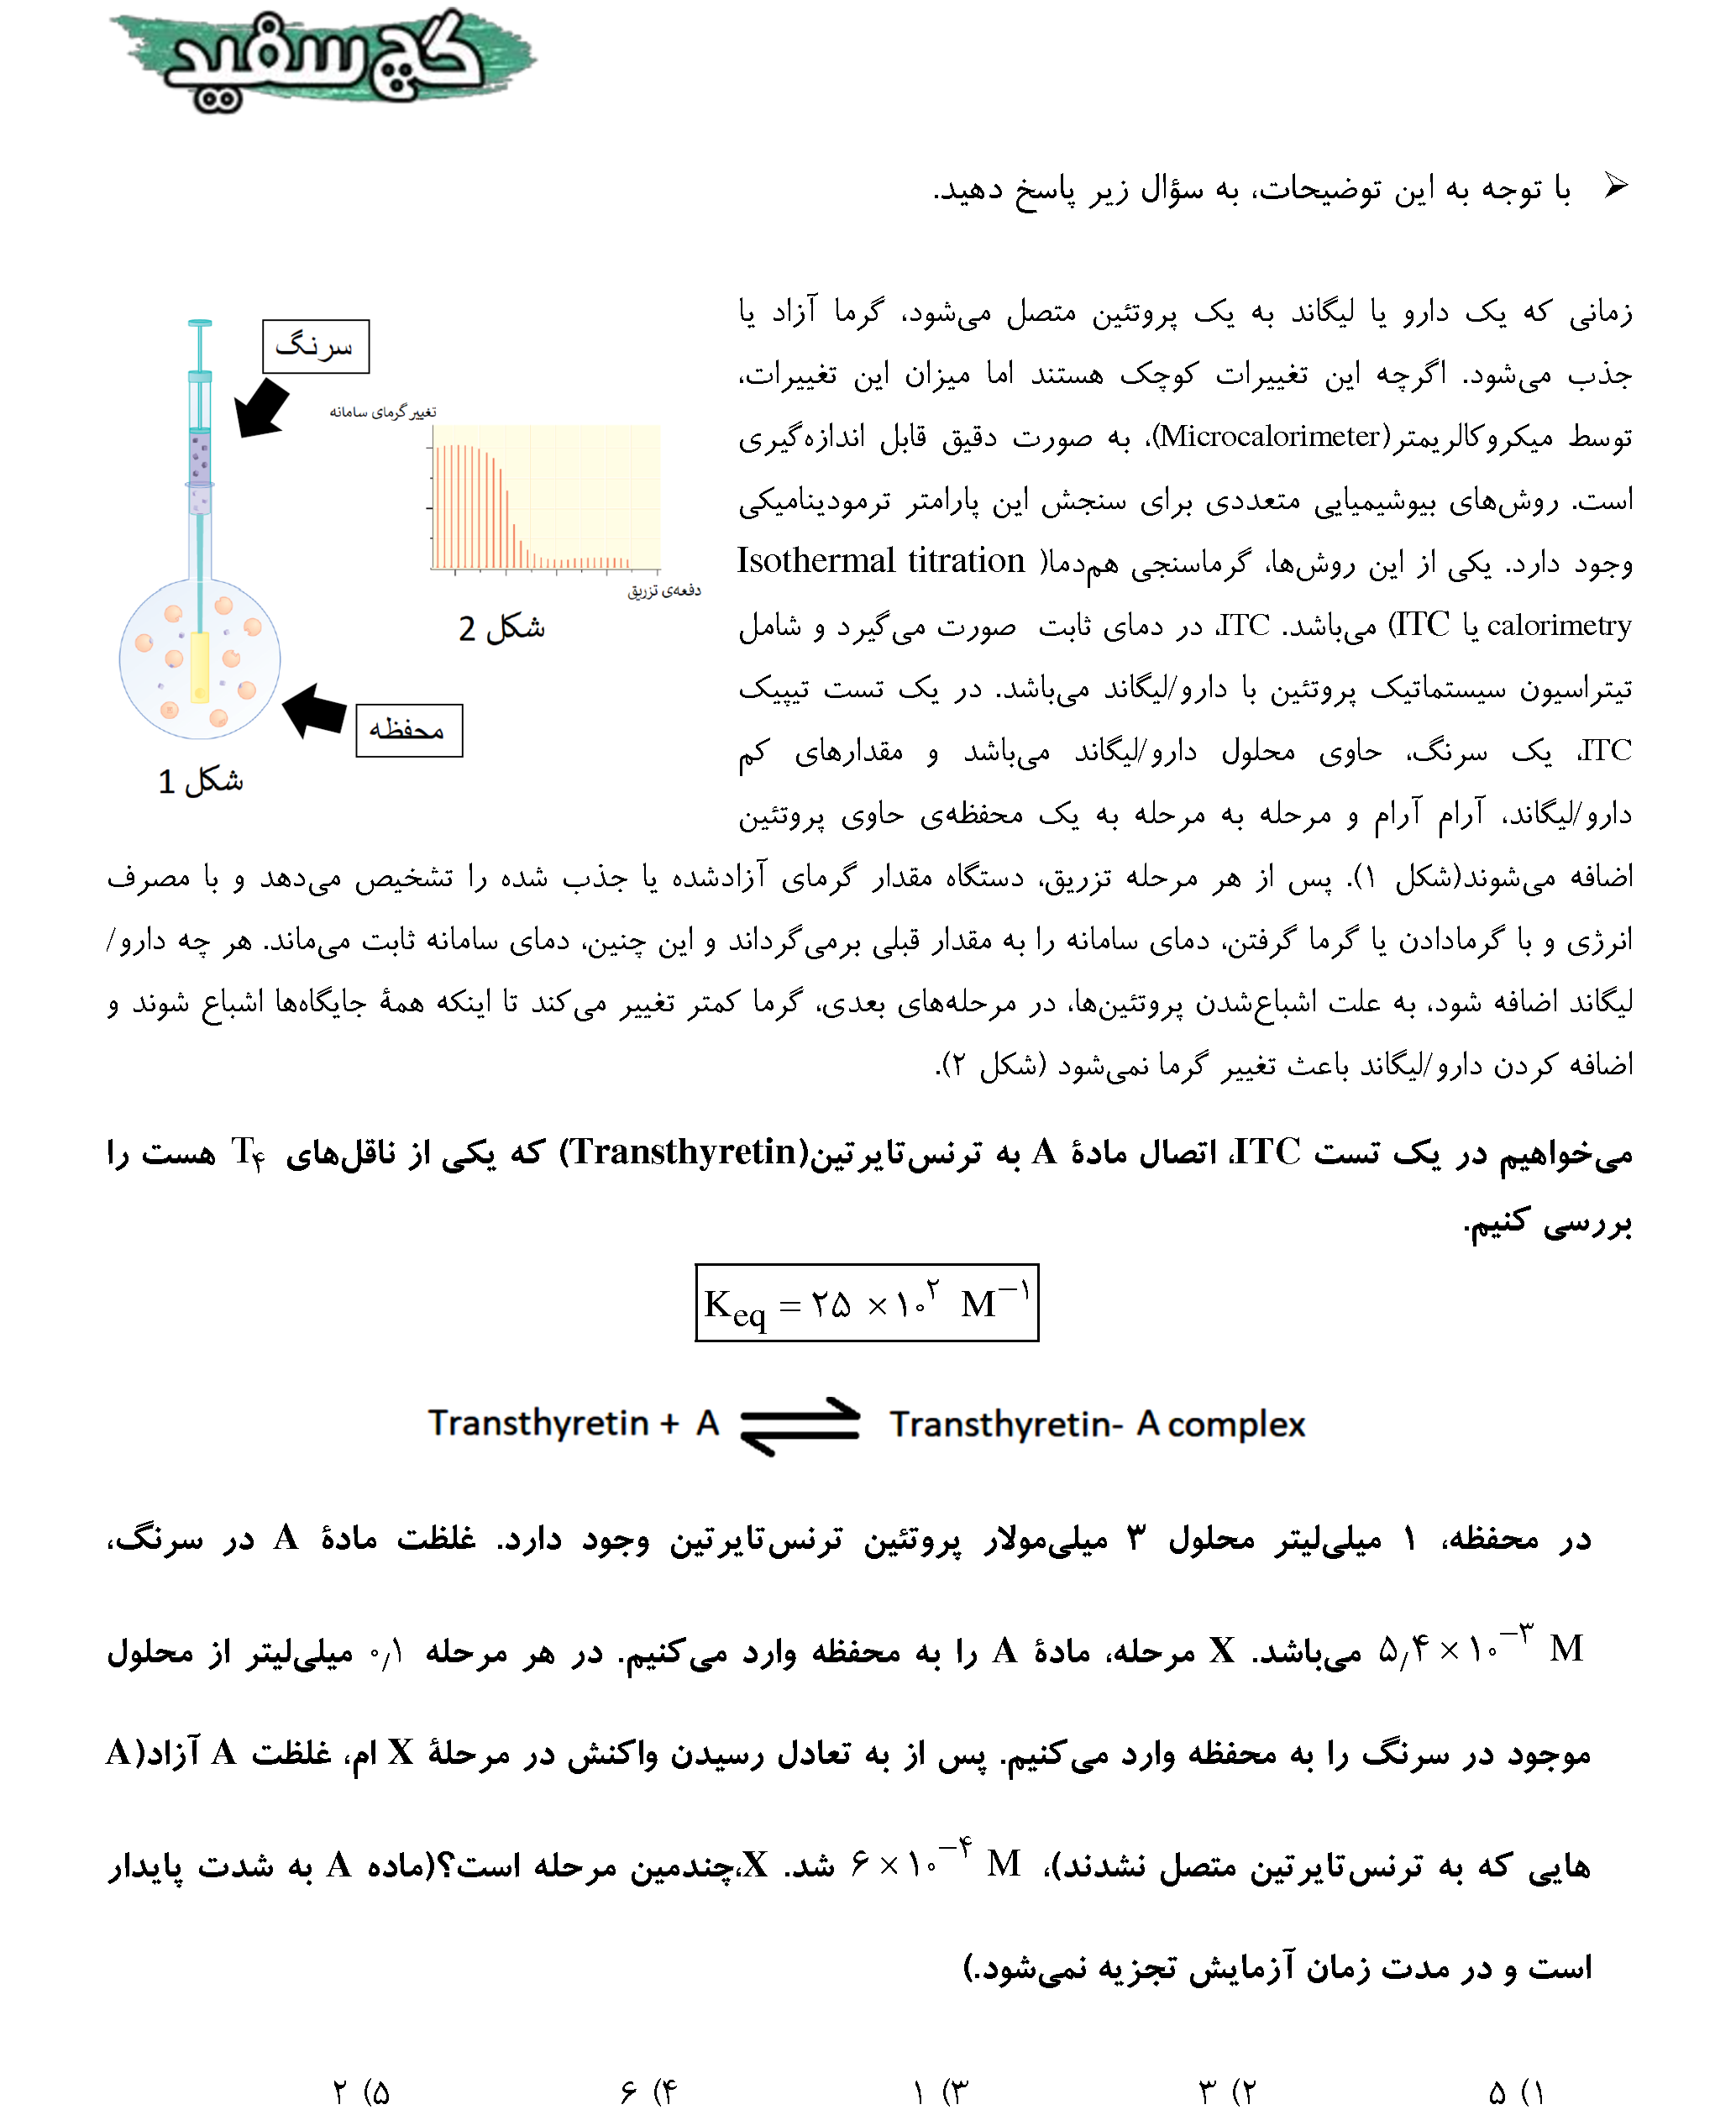 گچ سفید
➢ با توجه به این توضیحات، به سؤال زیر پاسخ دهید.
زمانی که یک دارو یا لیگاند به یک پروتئین متصل می‌شود، گرما آزاد یا
جذب می‌شود. اگرچه این تغییرات کوچک هستند اما میزان این تغییرات،
توسط میکروکالریمتر(Microcalorimeter)، به صورت دقیق قابل اندازه‌گیری
است. روش‌های بیوشیمیایی متعددی برای سنجش این پارامتر ترمودینامیکی
وجود دارد. یکی از این روش‌ها، گرماسنجی هم‌دما( Isothermal titration
calorimetry یا ITC) می‌باشد. ITC، در دمای ثابت صورت می‌گیرد و شامل
تیتراسیون سیستماتیک پروتئین با دارو/لیگاند می‌باشد. در یک تست تیپیک
ITC، یک سرنگ، حاوی محلول دارو/لیگاند می‌باشد و مقدارهای کم
دارو/لیگاند، آرام آرام و مرحله به مرحله به یک محفظه‌ی حاوی پروتئین
اضافه می‌شوند(شکل ۱). پس از هر مرحله تزریق، دستگاه مقدار گرمای آزادشده یا جذب شده را تشخیص می‌دهد و با مصرف
انرژی و با گرمادادن یا گرما گرفتن، دمای سامانه را به مقدار قبلی برمی‌گرداند و این چنین، دمای سامانه ثابت می‌ماند. هر چه دارو/
لیگاند اضافه شود، به علت اشباع‌شدن پروتئین‌ها، در مرحله‌های بعدی، گرما کمتر تغییر می‌کند تا اینکه همهٔ جایگاه‌ها اشباع شوند و
اضافه کردن دارو/لیگاند باعث تغییر گرما نمی‌شود (شکل ۲).
سرنگ
محفظه
شکل 1
تغییر گرمای سامانه
دفعه‌ی تزریق
شکل 2
می‌خواهیم در یک تست ITC، اتصال مادهٔ A به ترنس‌تایرتین(Transthyretin) که یکی از ناقل‌های T۴ هست را
بررسی کنیم.
Keq = ۲۵ × ۱۰^۲ M^−۱
Transthyretin + A ⇌ Transthyretin- A complex
در محفظه، ۱ میلی‌لیتر محلول ۳ میلی‌مولار پروتئین ترنس‌تایرتین وجود دارد. غلظت مادهٔ A در سرنگ،
۵٫۴ × ۱۰^−۳ M می‌باشد. X مرحله، مادهٔ A را به محفظه وارد می‌کنیم. در هر مرحله ۰٫۱ میلی‌لیتر از محلول
موجود در سرنگ را به محفظه وارد می‌کنیم. پس از به تعادل رسیدن واکنش در مرحلهٔ X ام، غلظت A آزاد(A
هایی که به ترنس‌تایرتین متصل نشدند)، ۶ × ۱۰^−۴ M شد. X،چندمین مرحله است؟(ماده A به شدت پایدار
است و در مدت زمان آزمایش تجزیه نمی‌شود.)
۱) ۵ ۲) ۳ ۳) ۱ ۴) ۶ ۵) ۲